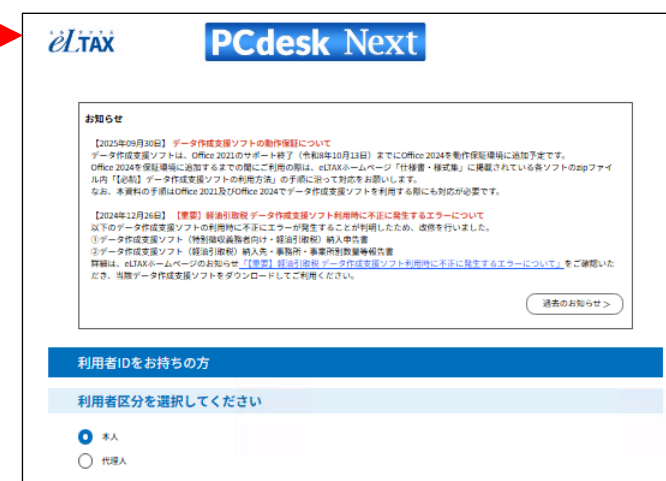 エルタックス
eLTAX
PCdesk Next
お知らせ
【2025年09月30日】 データ作成支援ソフトの動作保証について
データ作成支援ソフトは、Office 2021のサポート終了（令和8年10月13日）までにOffice 2024を動作保証環境に追加予定です。
Office 2024を保証環境に追加するまでの間にご利用の際は、eLTAXホームページ「仕様書・様式集」に掲載されている各ソフトのzipファイ
ル内「【必読】データ作成支援ソフトの利用方法」の手順に沿って対応をお願いします。
なお、本資料の手順はOffice 2021及びOffice 2024でデータ作成支援ソフトを利用する際にも対応が必要です。
【2024年12月26日】 【重要】軽油引取税 データ作成支援ソフト利用時に不正に発生するエラーについて
以下のデータ作成支援ソフトの利用時に不正にエラーが発生することが判明したため、改修を行いました。
①データ作成支援ソフト（特別徴収義務者向け・軽油引取税）納入申告書
②データ作成支援ソフト（軽油引取税）納入先・事務所・事業所別数量等報告書
詳細は、eLTAXホームページのお知らせ「【重要】軽油引取税 データ作成支援ソフト利用時に不正に発生するエラーについて」をご確認いた
だき、当該データ作成支援ソフトをダウンロードしてご利用ください。
過去のお知らせ＞
利用者IDをお持ちの方
利用者区分を選択してください
本人
代理人